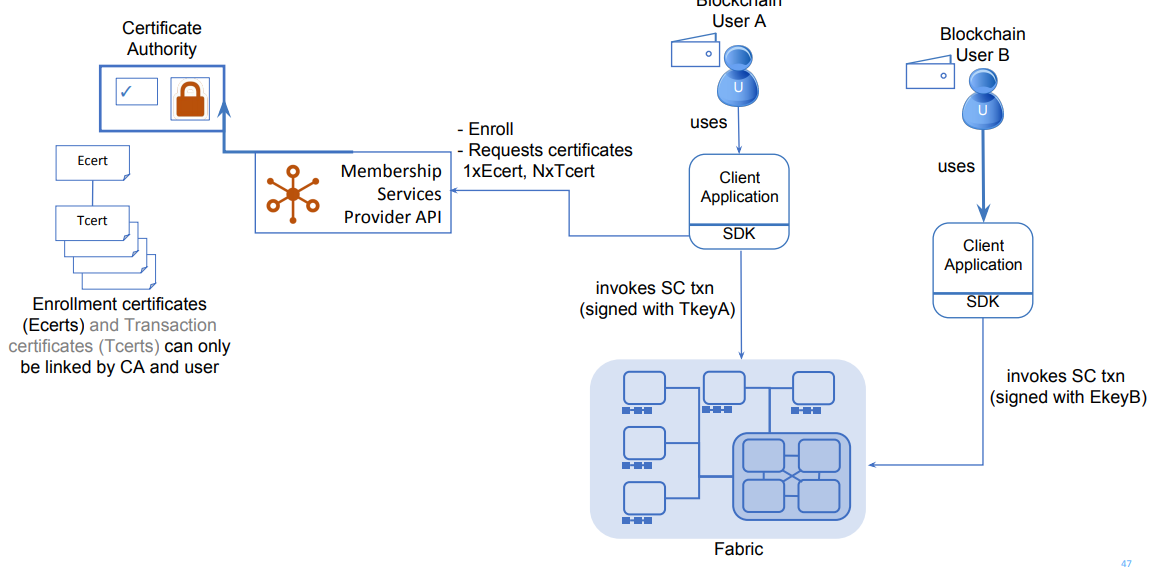 Blockchain
User A
Certificate
Authority
Blockchain
User B
U
U
uses
- Enroll
- Requests certificates
1xEcert, NxTcert
uses
Ecert
Membership
Services
Provider API
Client
Application
SDK
Tcert
Client
Application
SDK
invokes SC txn
(signed with TkeyA)
Enrollment certificates
(Ecerts) and Transaction
certificates (Tcerts) can only
be linked by CA and user
invokes SC txn
(signed with EkeyB)
Fabric
47